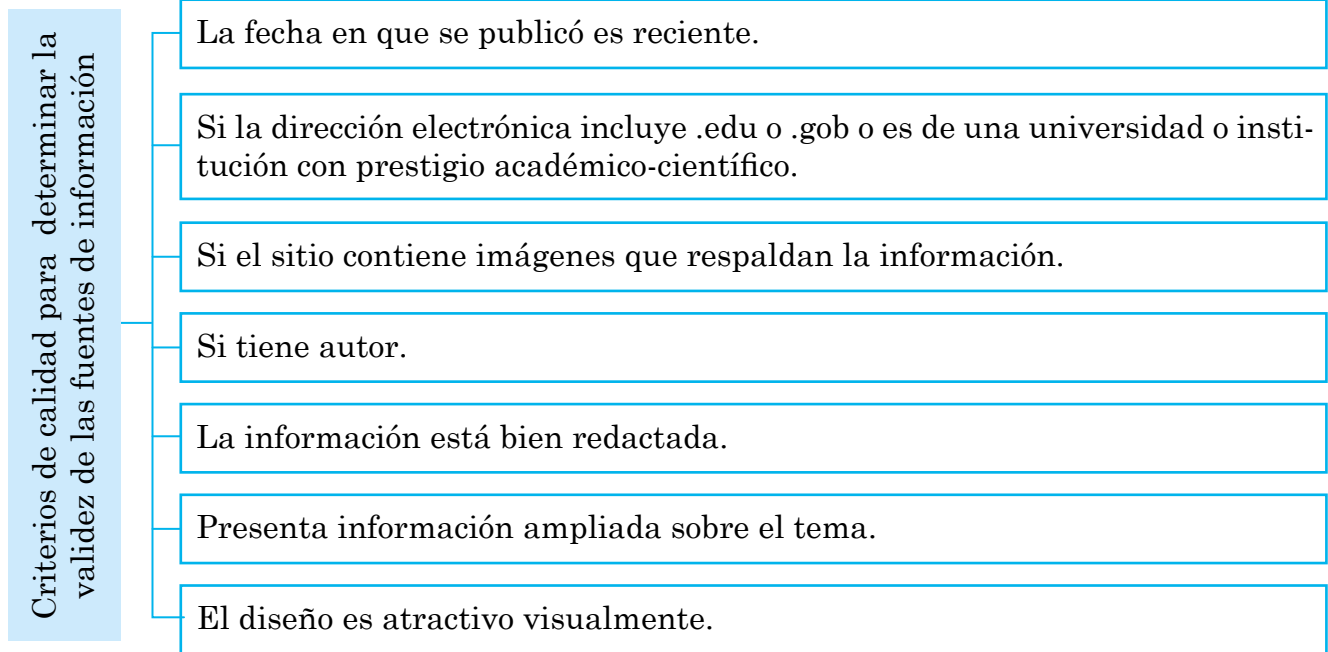 Criterios de calidad para determinar la
validez de las fuentes de información
La fecha en que se publicó es reciente.
Si la dirección electrónica incluye .edu o .gob o es de una universidad o insti-
tución con prestigio académico-científico.
Si el sitio contiene imágenes que respaldan la información.
Si tiene autor.
La información está bien redactada.
Presenta información ampliada sobre el tema.
El diseño es atractivo visualmente.